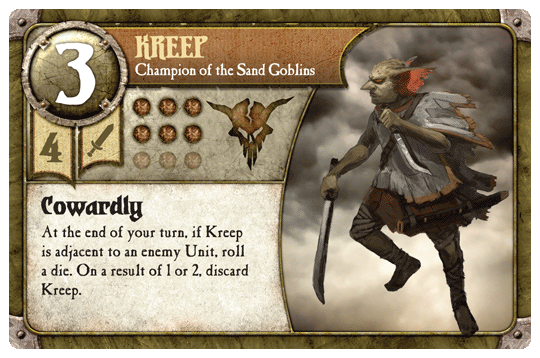 3
KREEP
Champion of the Sand Goblins
4
Cowardly
At the end of your turn, if Kreep
is adjacent to an enemy Unit, roll
a die. On a result of 1 or 2, discard
Kreep.